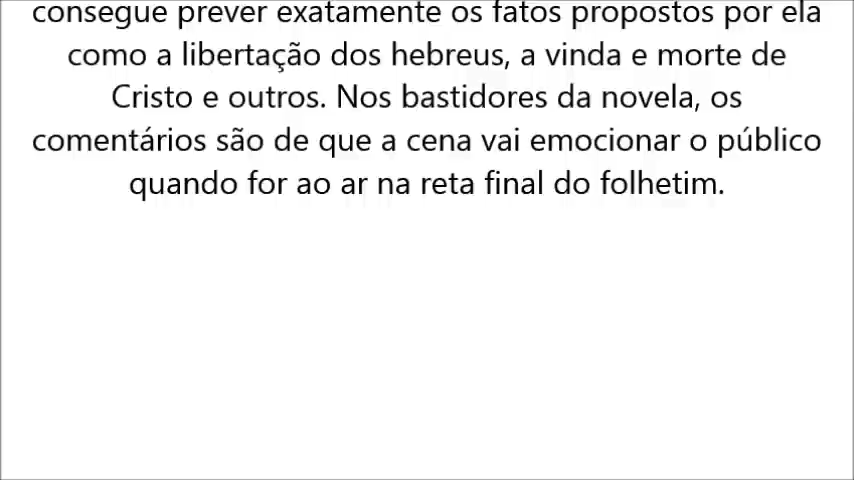 consegue prever exatamente os fatos propostos por ela
como a libertação dos hebreus, a vinda e morte de
Cristo e outros. Nos bastidores da novela, os
comentários são de que a cena vai emocionar o público
quando for ao ar na reta final do folhetim.